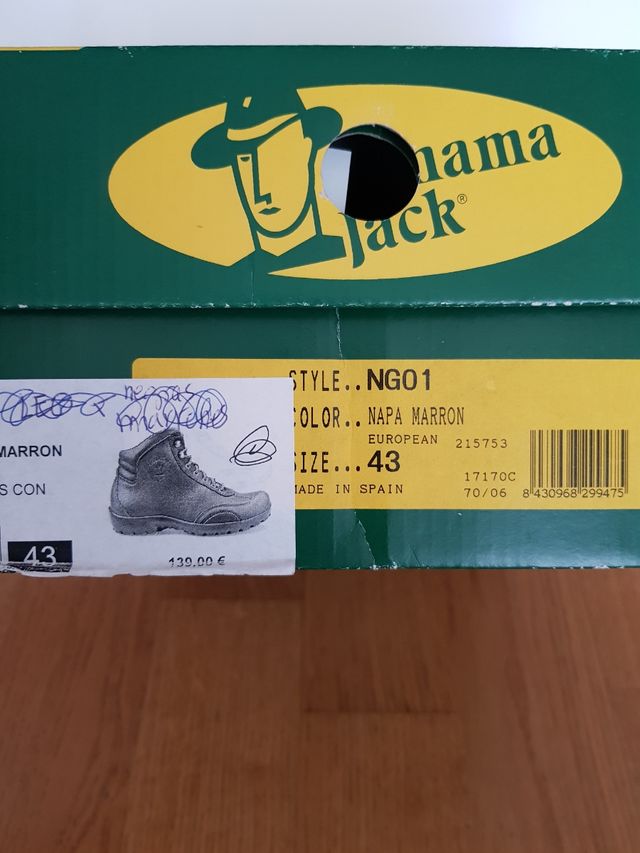 nama
Jack®
STYLE.. NG01
COLOR.. NAPA MARRON
EUROPEAN 215753
SIZE... 43
17170C
MADE IN SPAIN 70/06 8 430968 299475
negras
MARRON
S CON
43
139,00 €